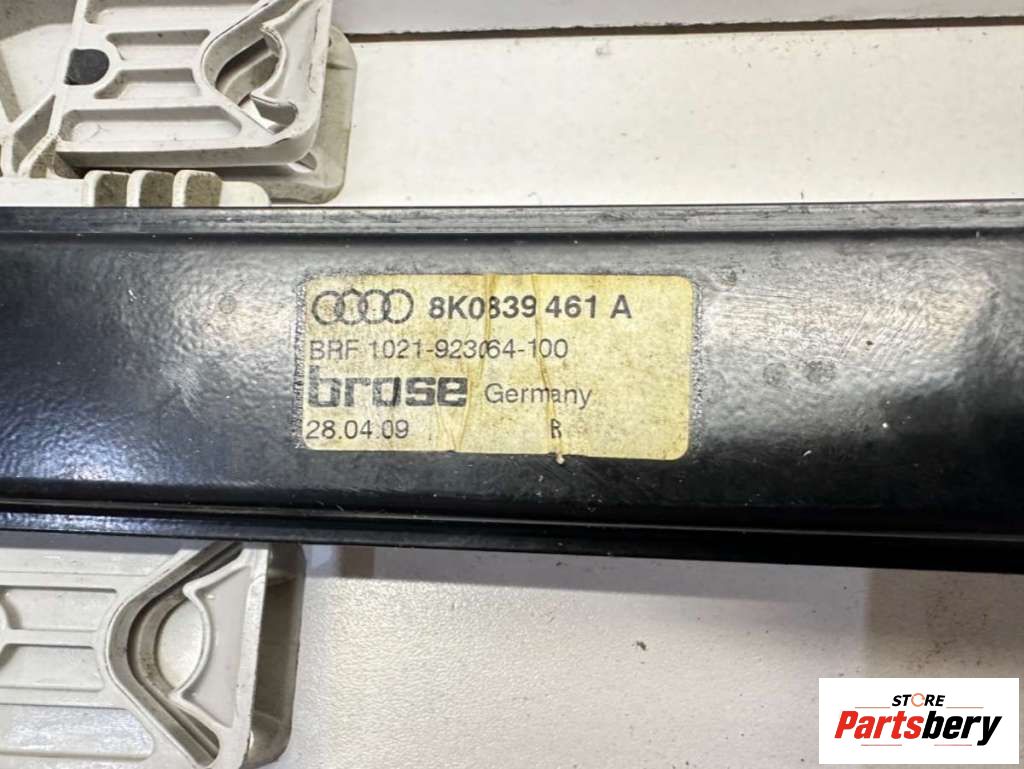 8K0839 461 A
BRF 1021-923064-100
brose Germany
28.04.09 R
STORE
Partsbery